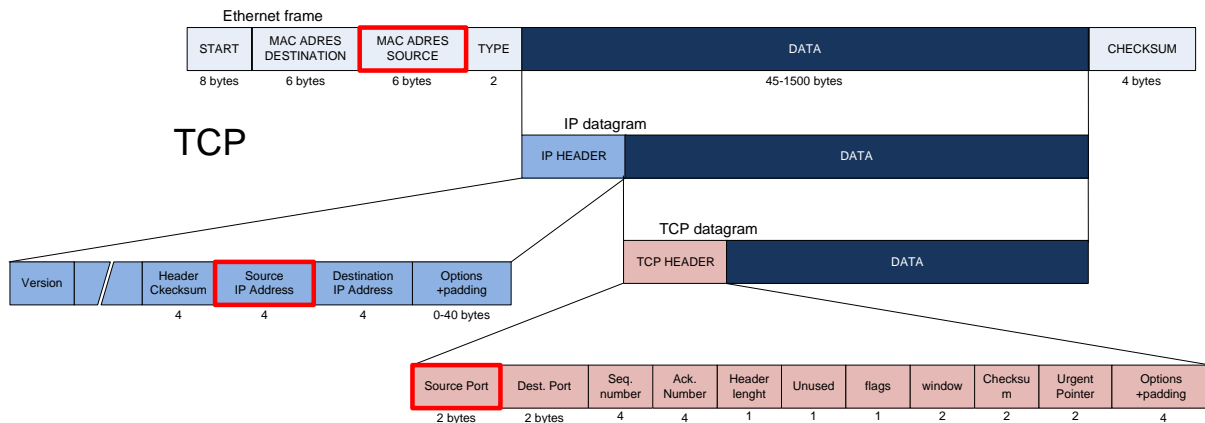 Ethernet frame
START
MAC ADRES
DESTINATION
MAC ADRES
SOURCE
TYPE
DATA
CHECKSUM
8 bytes
6 bytes
6 bytes
2
45-1500 bytes
4 bytes
TCP
IP datagram
IP HEADER
DATA
TCP datagram
TCP HEADER
DATA
Version
Header
Ckecksum
Source
IP Address
Destination
IP Address
Options
+padding
4
4
4
0-40 bytes
Source Port
Dest. Port
Seq.
number
Ack.
Number
Header
lenght
Unused
flags
window
Checksu
m
Urgent
Pointer
Options
+padding
2 bytes
2 bytes
4
4
1
1
1
2
2
2
4